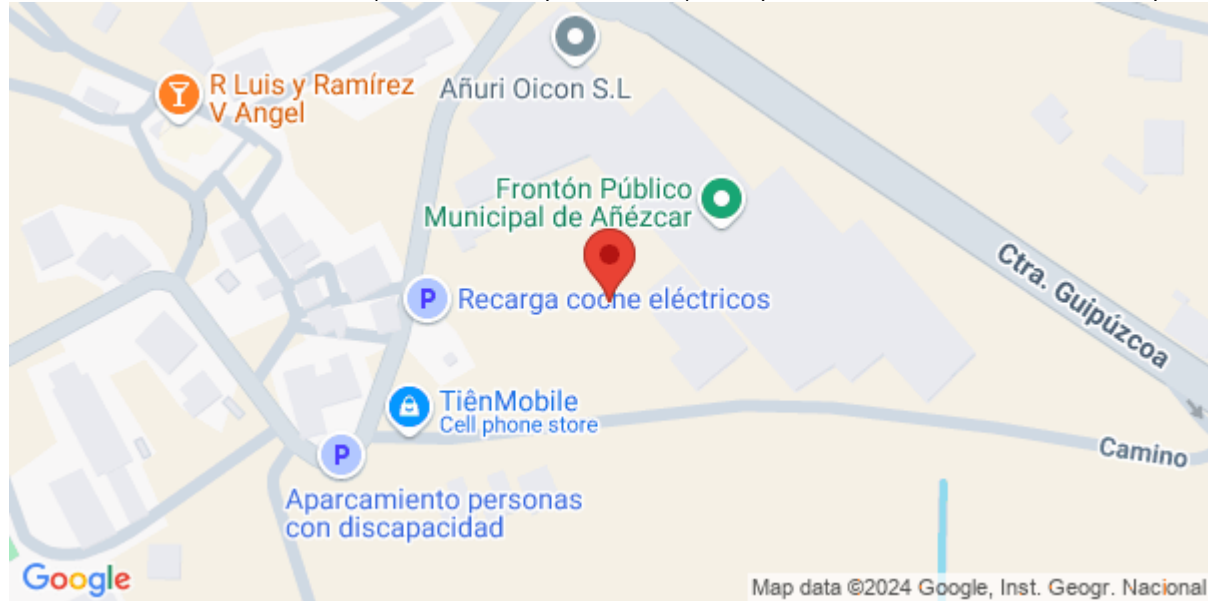 R Luis y Ramírez
V Angel
Añuri Oicon S.L
Frontón Público
Municipal de Añézcar
Ctra. Guipúzcoa
P
Recarga coche eléctricos
TiênMobile
Cell phone store
Camino
P
Aparcamiento personas
con discapacidad
Google
Map data ©2024 Google, Inst. Geogr. Nacional